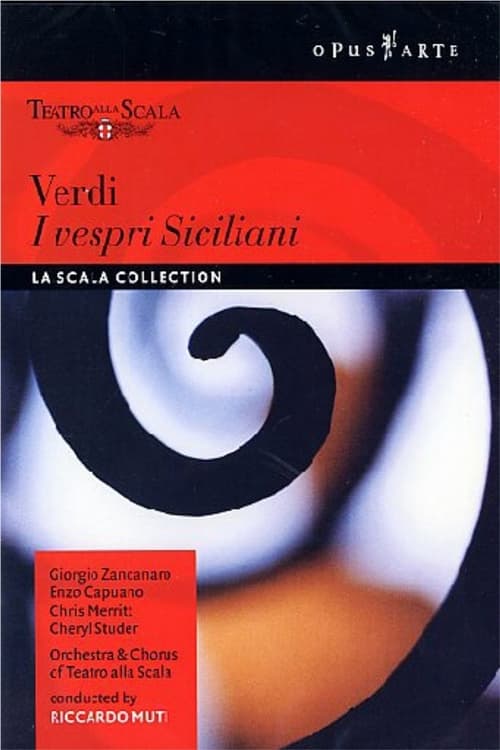 OPUS ARTE
TEATRO ALLA SCALA
Verdi
I vespri Siciliani
LA SCALA COLLECTION
Giorgio Zancanaro
Enzo Capuano
Chris Merritt
Cheryl Studer
Orchestra & Chorus
of Teatro alla Scala
conducted by
RICCARDO MUTI